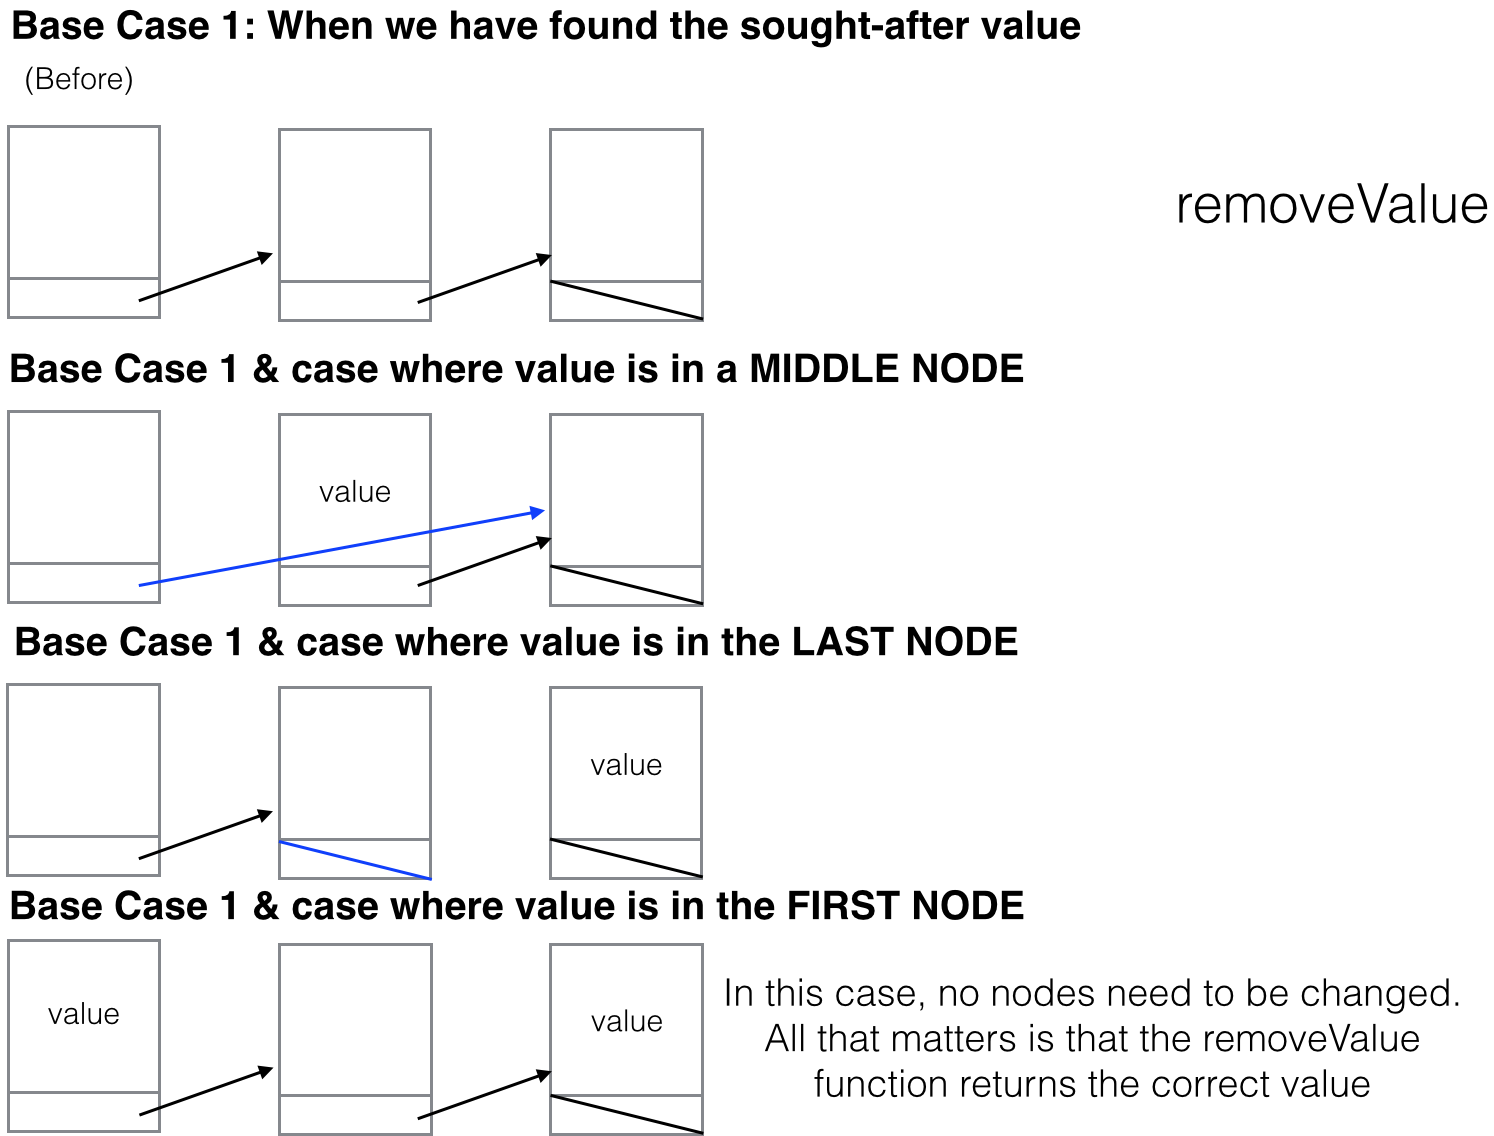 Base Case 1: When we have found the sought-after value
(Before)
removeValue
Base Case 1 & case where value is in a MIDDLE NODE
value
Base Case 1 & case where value is in the LAST NODE
value
Base Case 1 & case where value is in the FIRST NODE
value
value
In this case, no nodes need to be changed.
All that matters is that the removeValue
function returns the correct value